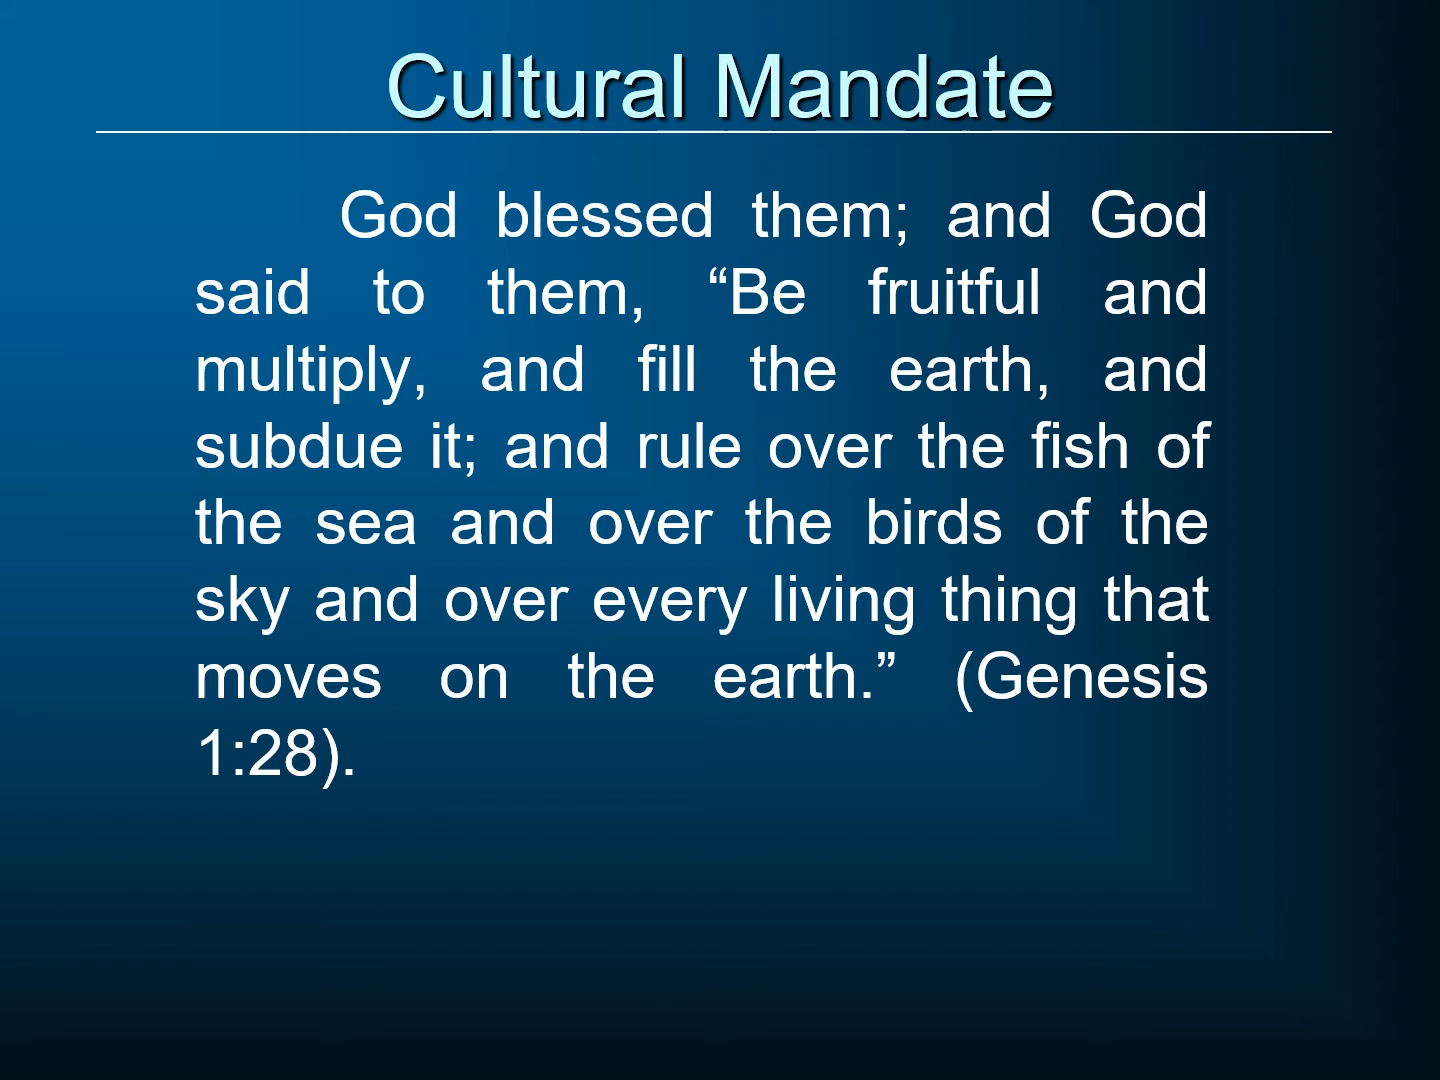 Cultural Mandate
God blessed them; and God
said to them, “Be fruitful and
multiply, and fill the earth, and
subdue it; and rule over the fish of
the sea and over the birds of the
sky and over every living thing that
moves on the earth.” (Genesis
1:28).